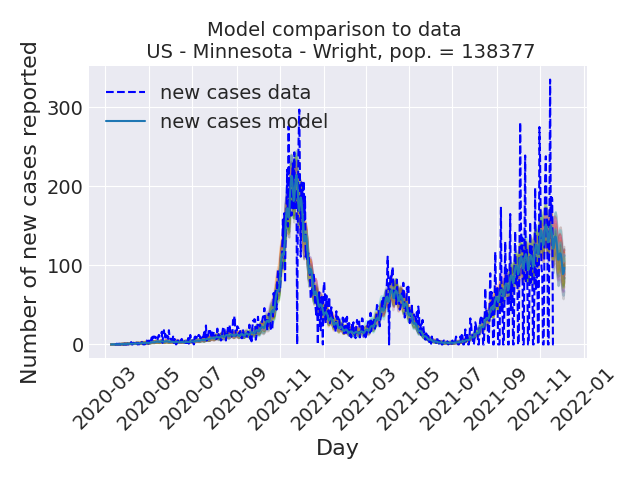 Model comparison to data
US - Minnesota - Wright, pop. = 138377
Number of new cases reported
300
200
100
0
new cases data
new cases model
2020-03
2020-05
2020-07
2020-09
2020-11
2021-01
2021-03
2021-05
2021-07
2021-09
2021-11
2022-01
Day